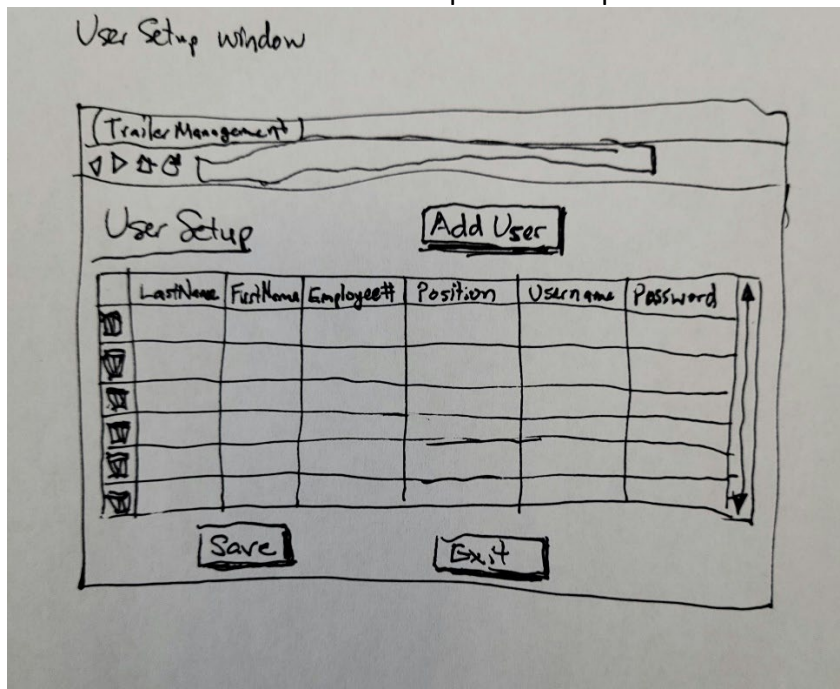 User Setup window
Trailer Management
User Setup Add User
LastName FirstName Employee# Position Username Password
Save Exit